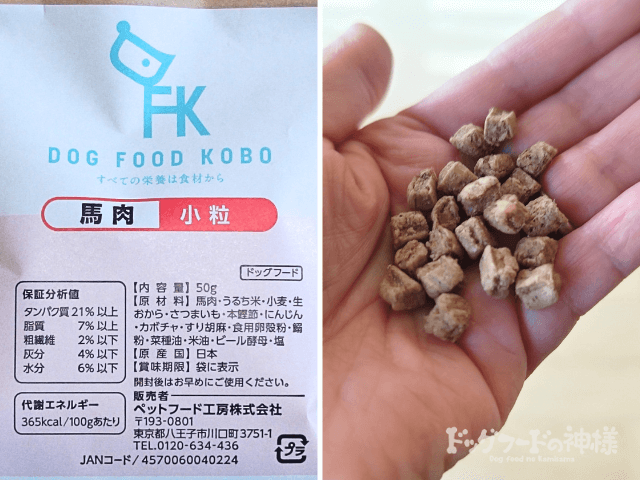 FK
DOG FOOD KOBO
すべての栄養は食材から
馬肉 小粒
ドッグフード
保証分析値
タンパク質 21%以上
脂質 7%以上
粗繊維 2%以下
灰分 4%以下
水分 6%以下
代謝エネルギー
365kcal/100gあたり
【内容量】50g
【原材料】馬肉・うるち米・小麦・生
おから・さつまいも・本鰹節・にんじん
・カボチャ・すり胡麻・食用卵殻粉・鰯
粉・菜種油・米油・ビール酵母・塩
【原産国】日本
【賞味期限】袋に表示
開封後はお早めにご使用ください。
販売者
ペットフード工房株式会社
〒193-0801
東京都八王子市川口町3751-1
TEL.0120-634-436
JANコード/4570060040224
プラ
ドッグフードの神様